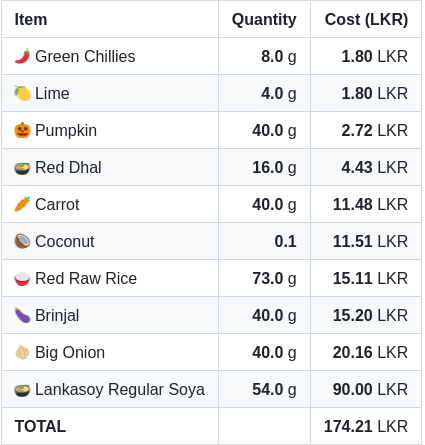 Item Quantity Cost (LKR)
Green Chillies 8.0 g 1.80 LKR
Lime 4.0 g 1.80 LKR
Pumpkin 40.0 g 2.72 LKR
Red Dhal 16.0 g 4.43 LKR
Carrot 40.0 g 11.48 LKR
Coconut 0.1 11.51 LKR
Red Raw Rice 73.0 g 15.11 LKR
Brinjal 40.0 g 15.20 LKR
Big Onion 40.0 g 20.16 LKR
Lankasoy Regular Soya 54.0 g 90.00 LKR
TOTAL 174.21 LKR